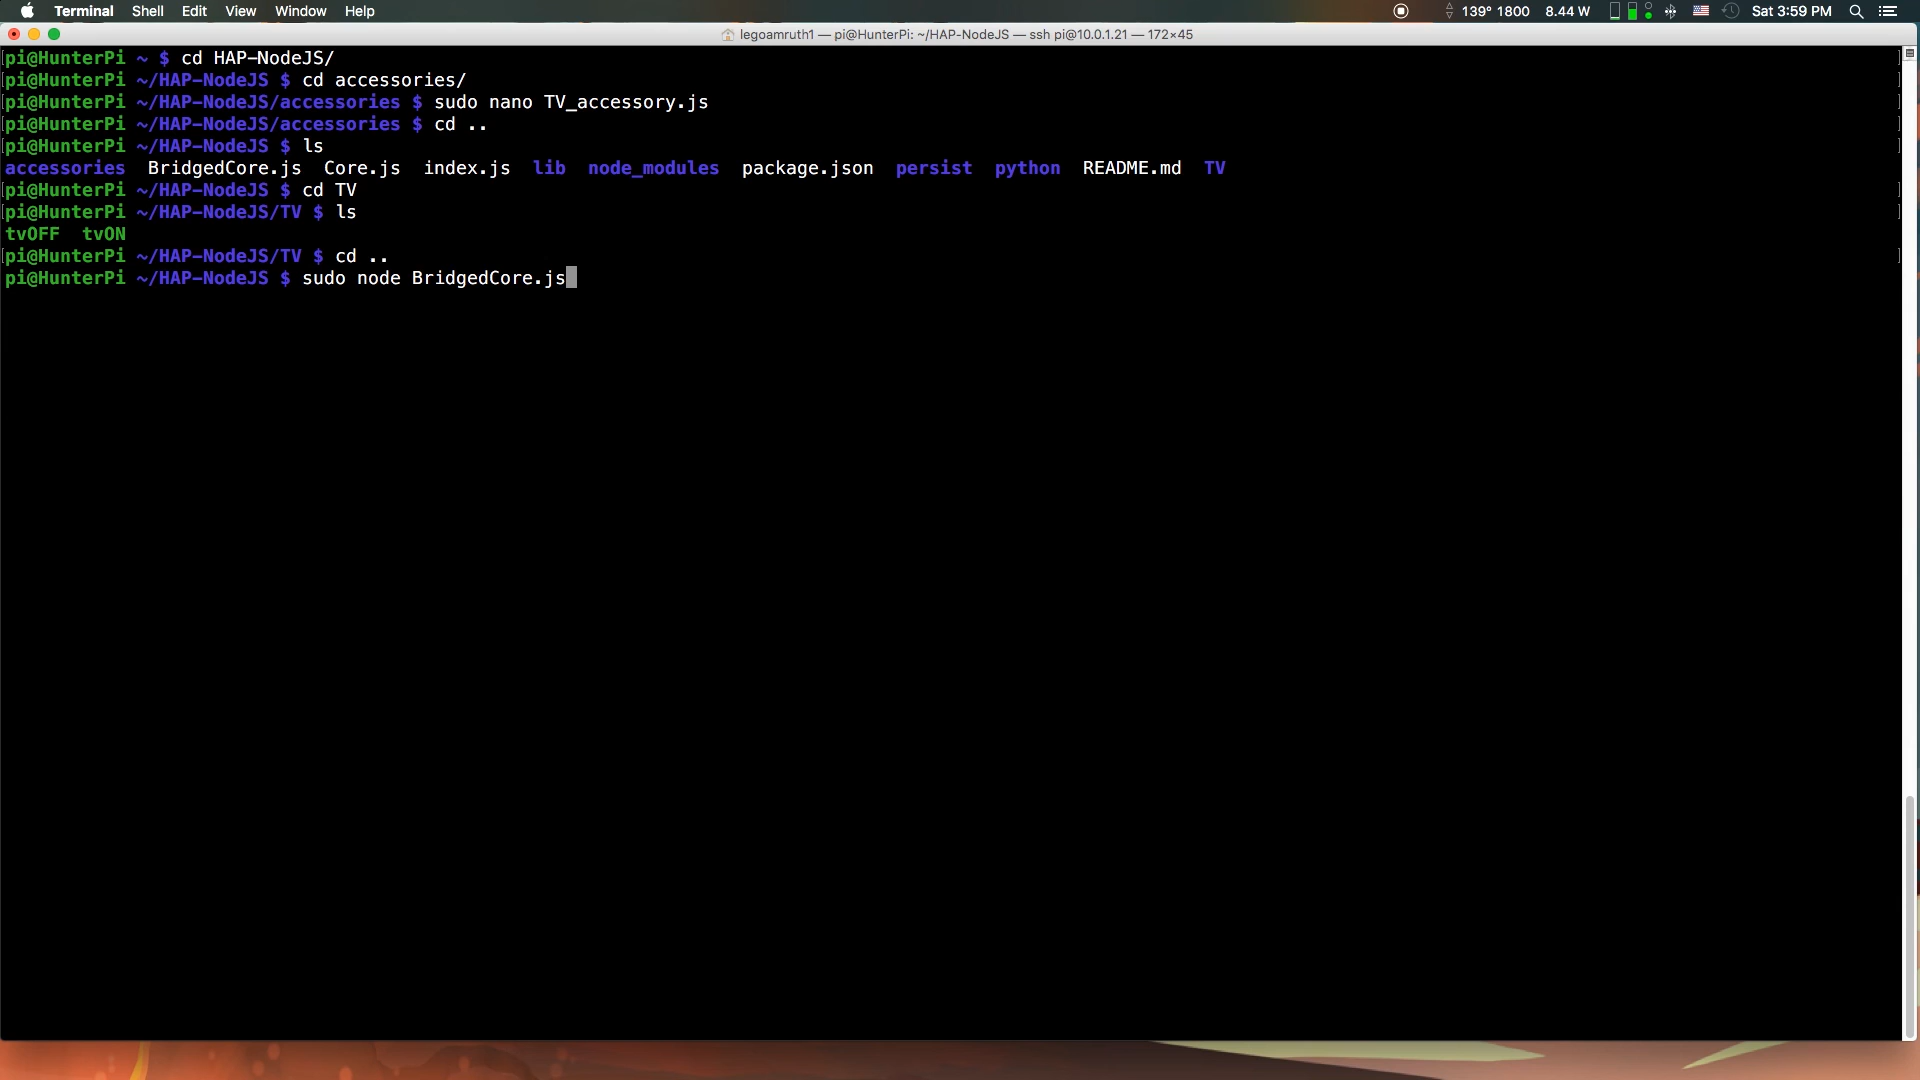 Terminal Shell Edit View Window Help 139° 1800 8.44 W Sat 3:59 PM
legoamruth1 — pi@HunterPi: ~/HAP-NodeJS — ssh pi@10.0.1.21 — 172×45
pi@HunterPi ~ $ cd HAP-NodeJS/
pi@HunterPi ~/HAP-NodeJS $ cd accessories/
pi@HunterPi ~/HAP-NodeJS/accessories $ sudo nano TV_accessory.js
pi@HunterPi ~/HAP-NodeJS/accessories $ cd ..
pi@HunterPi ~/HAP-NodeJS $ ls
accessories BridgedCore.js Core.js index.js lib node_modules package.json persist python README.md TV
pi@HunterPi ~/HAP-NodeJS $ cd TV
pi@HunterPi ~/HAP-NodeJS/TV $ ls
tvOFF tvON
pi@HunterPi ~/HAP-NodeJS/TV $ cd ..
pi@HunterPi ~/HAP-NodeJS $ sudo node BridgedCore.js